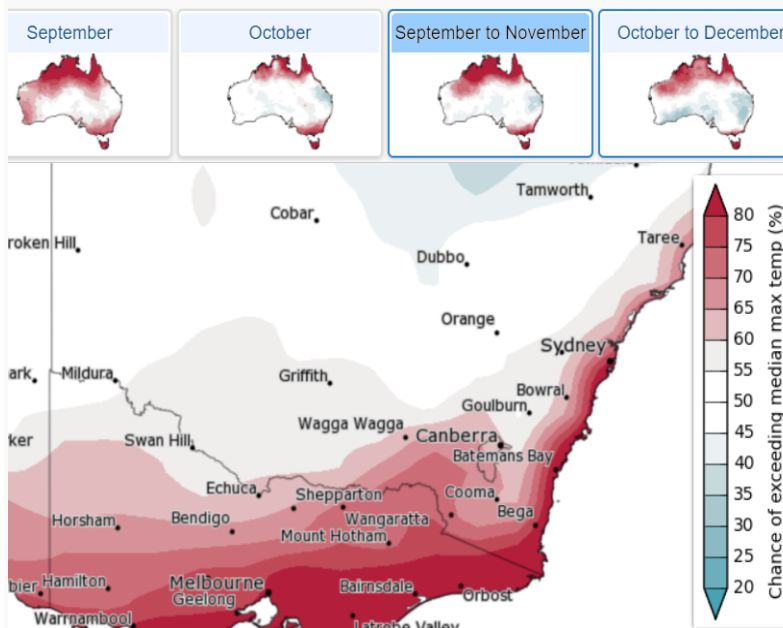 September
October
September to November
October to December
Tamworth
Cobar
Taree
roken Hill
Dubbo
Orange
Sydney
ark
Mildura
Griffith
Bowral
Goulburn
Wagga Wagga
Canberra
ker
Swan Hill
Batemans Bay
Echuca
Shepparton
Cooma
Horsham
Bendigo
Wangaratta
Bega
Mount Hotham
bier
Hamilton
Melbourne
Geelong
Bairnsdale
Orbost
Warrnambool
Latrobe Valley
80
75
70
65
60
55
50
45
40
35
30
25
20
Chance of exceeding median max temp (%)